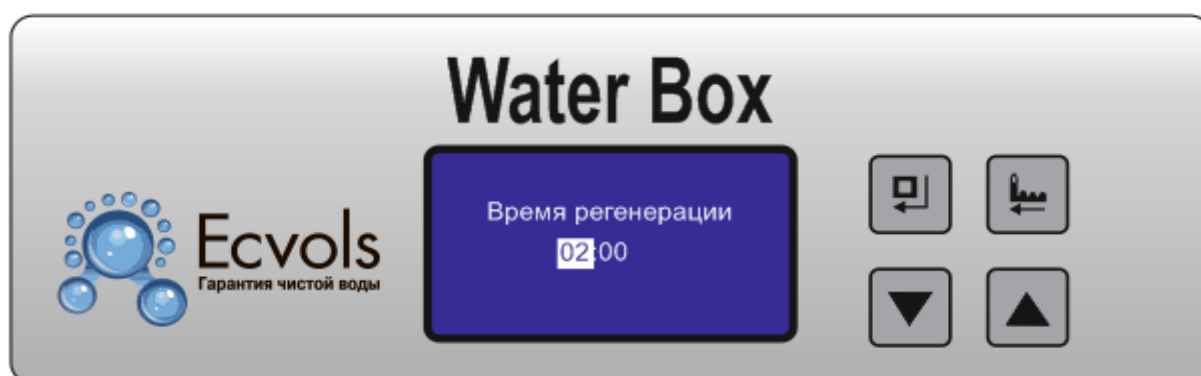 Water Box
Время регенерации
02:00
Ecvols
Гарантия чистой воды